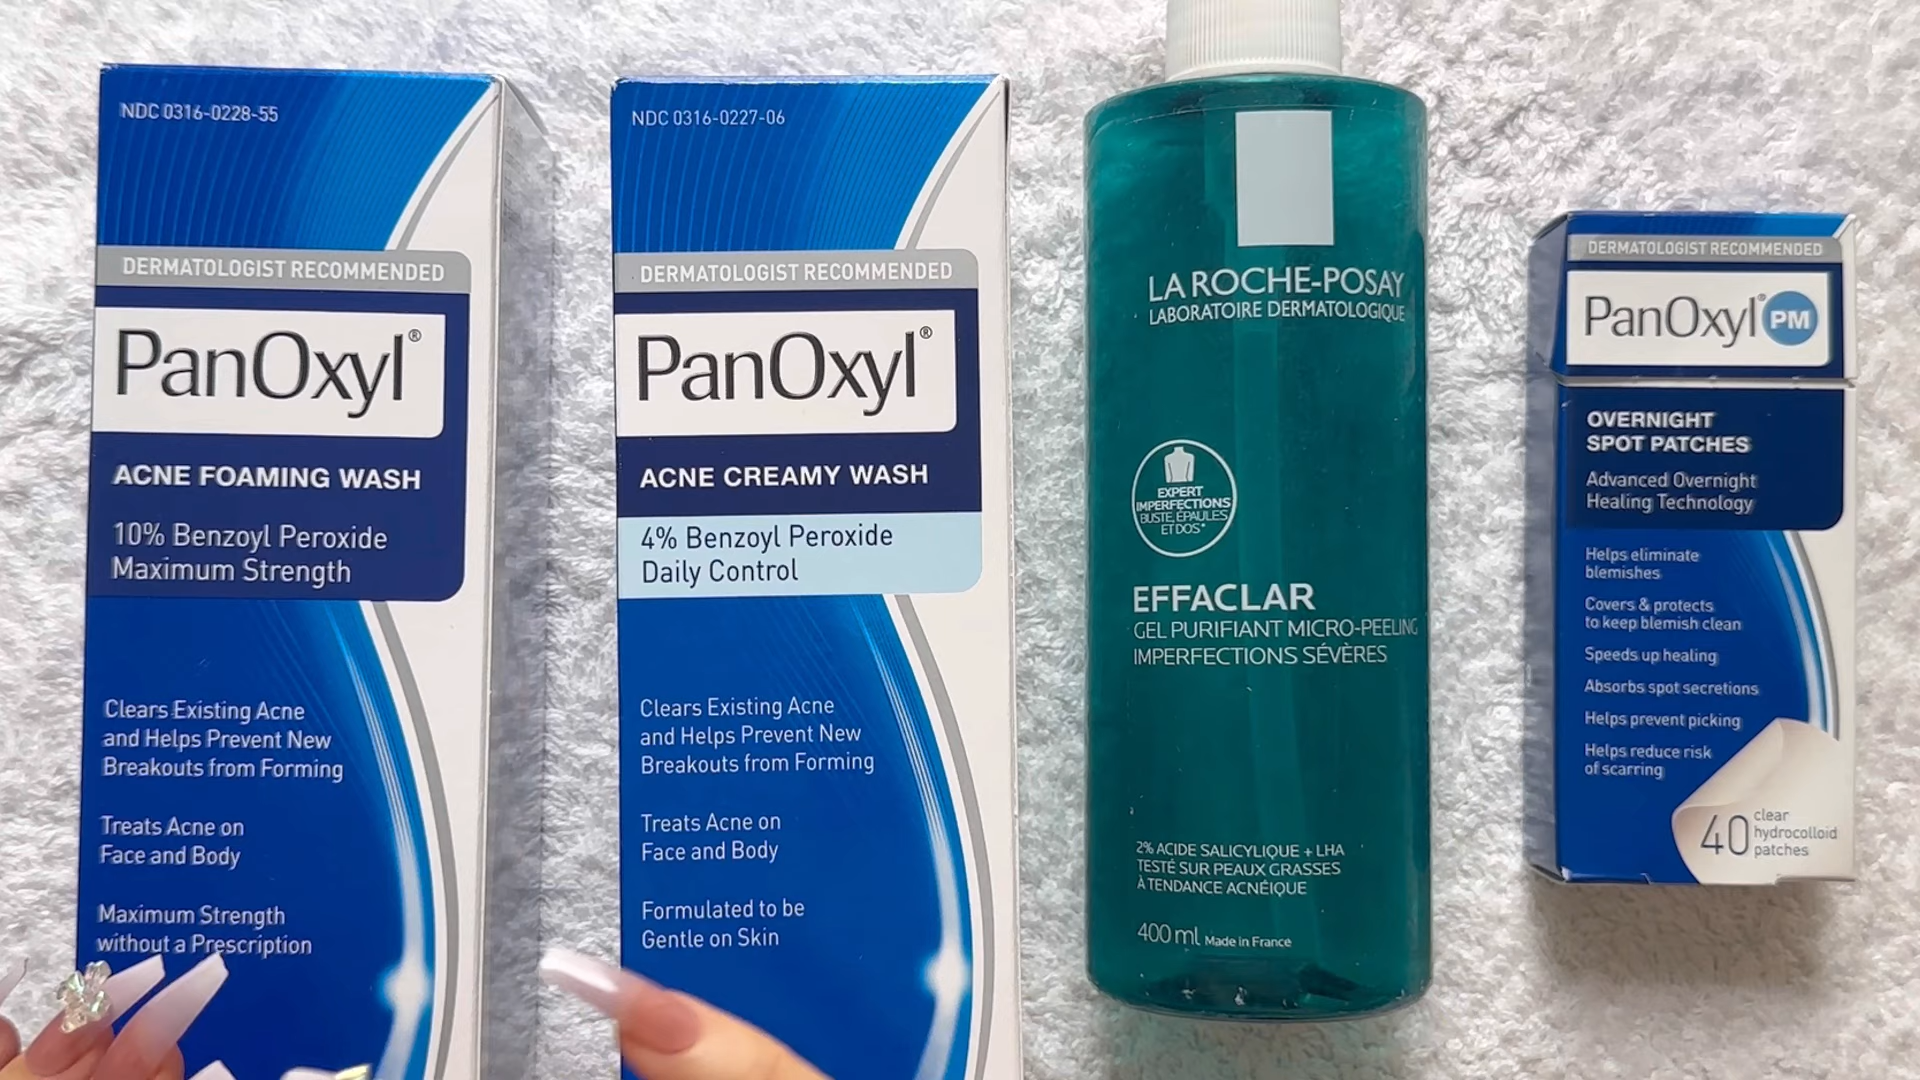 NDC 0316-0228-55
DERMATOLOGIST RECOMMENDED
PanOxyl®
ACNE FOAMING WASH
10% Benzoyl Peroxide
Maximum Strength
Clears Existing Acne
and Helps Prevent New
Breakouts from Forming
Treats Acne on
Face and Body
Maximum Strength
without a Prescription
NDC 0316-0227-06
DERMATOLOGIST RECOMMENDED
PanOxyl®
ACNE CREAMY WASH
4% Benzoyl Peroxide
Daily Control
Clears Existing Acne
and Helps Prevent New
Breakouts from Forming
Treats Acne on
Face and Body
Formulated to be
Gentle on Skin
LA ROCHE-POSAY
LABORATOIRE DERMATOLOGIQUE
EXPERT
IMPERFECTIONS
BUSTE, ÉPAULES
ET DOS*
EFFACLAR
GEL PURIFIANT MICRO-PEELING
IMPERFECTIONS SÉVÈRES
2% ACIDE SALICYLIQUE + LHA
TESTÉ SUR PEAUX GRASSES
À TENDANCE ACNÉIQUE
400 ml Made in France
DERMATOLOGIST RECOMMENDED
PanOxyl® PM
OVERNIGHT
SPOT PATCHES
Advanced Overnight
Healing Technology
Helps eliminate
blemishes
Covers & protects
to keep blemish clean
Speeds up healing
Absorbs spot secretions
Helps prevent picking
Helps reduce risk
of scarring
40 clear
hydrocolloid
patches